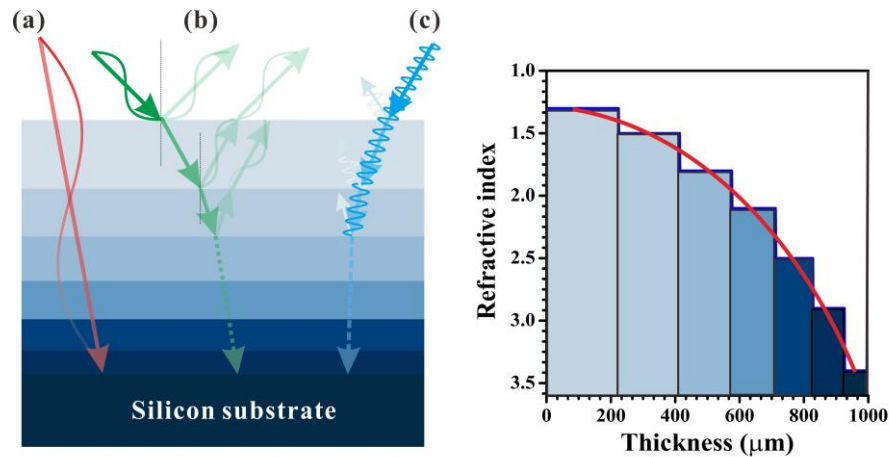 (a)
(b)
(c)
Silicon substrate
Refractive index
1.0
1.5
2.0
2.5
3.0
3.5
0 200 400 600 800 1000
Thickness (μm)